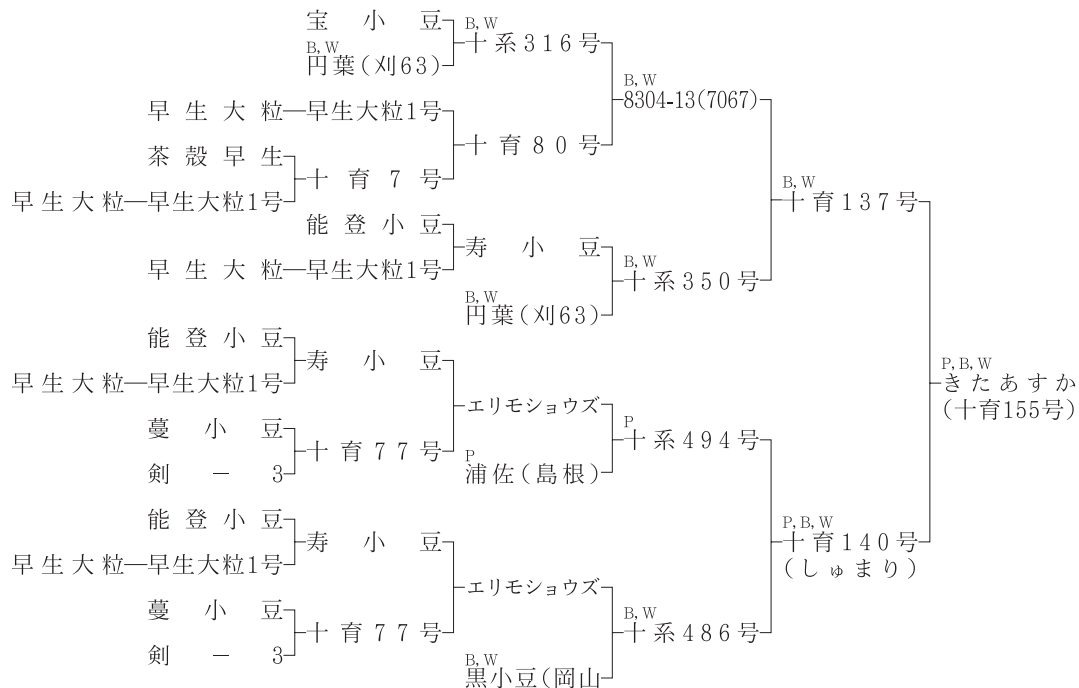 宝小豆
B, W
十系316号
B, W
円葉(刈63)
B, W
8304-13(7067)
早生大粒
早生大粒1号
十育80号
茶殻早生
十育7号
早生大粒
早生大粒1号
B, W
十育137号
能登小豆
寿小豆
早生大粒
早生大粒1号
B, W
十系350号
B, W
円葉(刈63)
能登小豆
寿小豆
早生大粒
早生大粒1号
P, B, W
きたあすか
(十育155号)
エリモショウズ
蔓小豆
P
十系494号
十育77号
P
浦佐(島根)
剣－3
能登小豆
寿小豆
P, B, W
十育140号
(しゅまり)
早生大粒
早生大粒1号
エリモショウズ
蔓小豆
B, W
十系486号
十育77号
剣－3
B, W
黒小豆(岡山